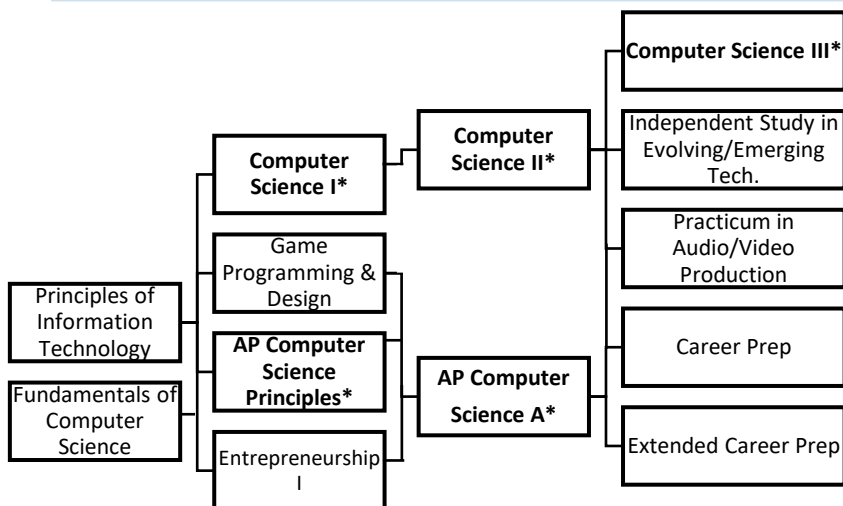 Principles of
Information
Technology
Fundamentals of
Computer
Science
Computer
Science I*
Game
Programming &
Design
AP Computer
Science
Principles*
Entrepreneurship
I
Computer
Science II*
AP Computer
Science A*
Computer Science III*
Independent Study in
Evolving/Emerging
Tech.
Practicum in
Audio/Video
Production
Career Prep
Extended Career Prep